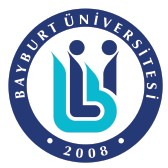 BAYBURT ÜNİVERSİTESİ
• 2008 •